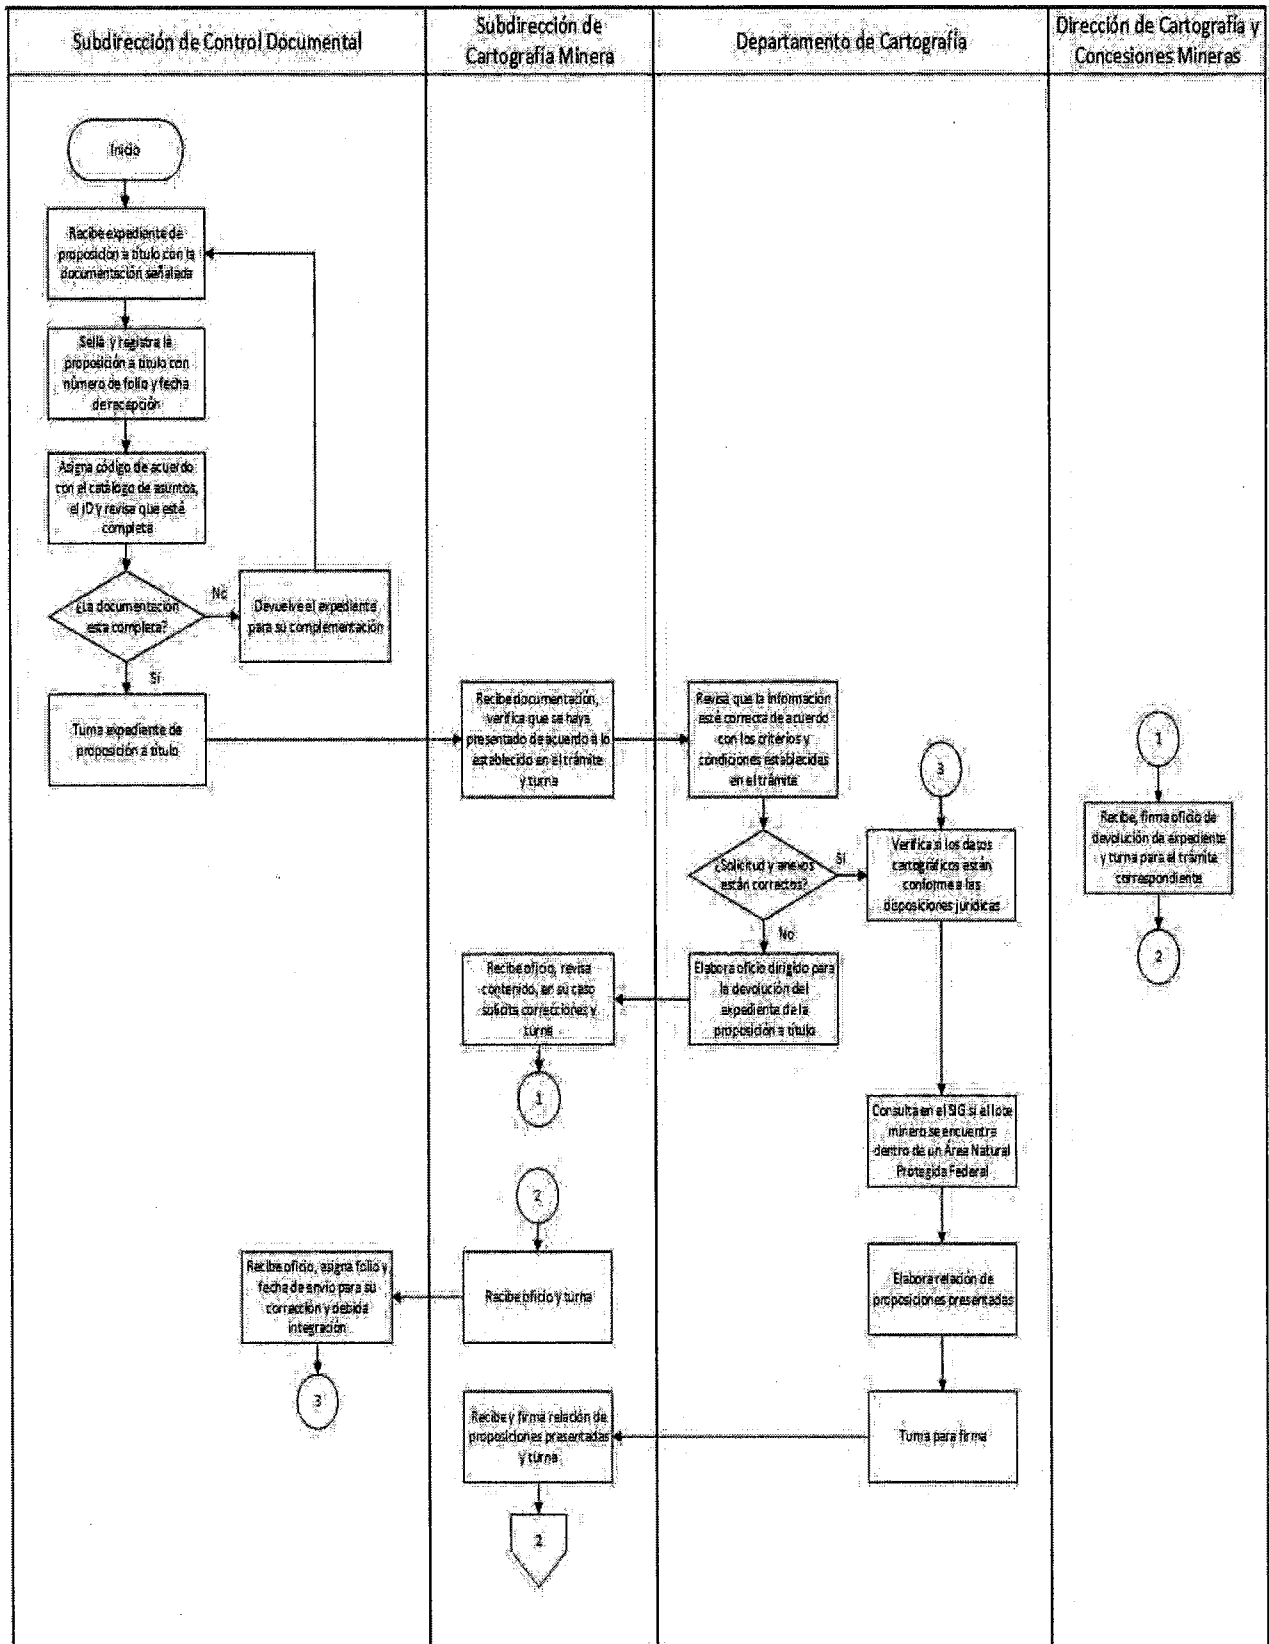 Subdirección de Control Documental
Subdirección de
Cartografía Minera
Departamento de Cartografía
Dirección de Cartografía y
Concesiones Mineras
Inicio
Recibe expediente de
proposición a título con la
documentación señalada
Sella y registra la
proposición a título con
número de folio y fecha
de recepción
Asigna código de acuerdo
con el catálogo de asuntos,
el ID y revisa que esté
completa
¿La documentación
esta completa?
No
Devuelve el expediente
para su complementación
Sí
Turna expediente de
proposición a título
Recibe documentación,
verifica que se haya
presentado de acuerdo a lo
establecido en el trámite
y turna
Revisa que la información
esté correcta de acuerdo
con los criterios y
condiciones establecidas
en el trámite
¿Solicitud y anexos
están correctos?
Sí
No
3
Verifica si los datos
cartográficos están
conforme a las
disposiciones jurídicas
1
Recibe, firma oficio de
devolución de expediente
y turna para el trámite
correspondiente
2
Elabora oficio dirigido para
la devolución del
expediente de la
proposición a título
Recibe oficio, revisa
contenido, en su caso
solicita correcciones y
turna
1
Consulta en el SIG si el lote
minero se encuentra
dentro de un Área Natural
Protegida Federal
2
Recibe oficio y turna
Recibe oficio, asigna folio y
fecha de envío para su
corrección y debida
integración
3
Elabora relación de
proposiciones presentadas
Turna para firma
Recibe y firma relación de
proposiciones presentadas
y turna
2